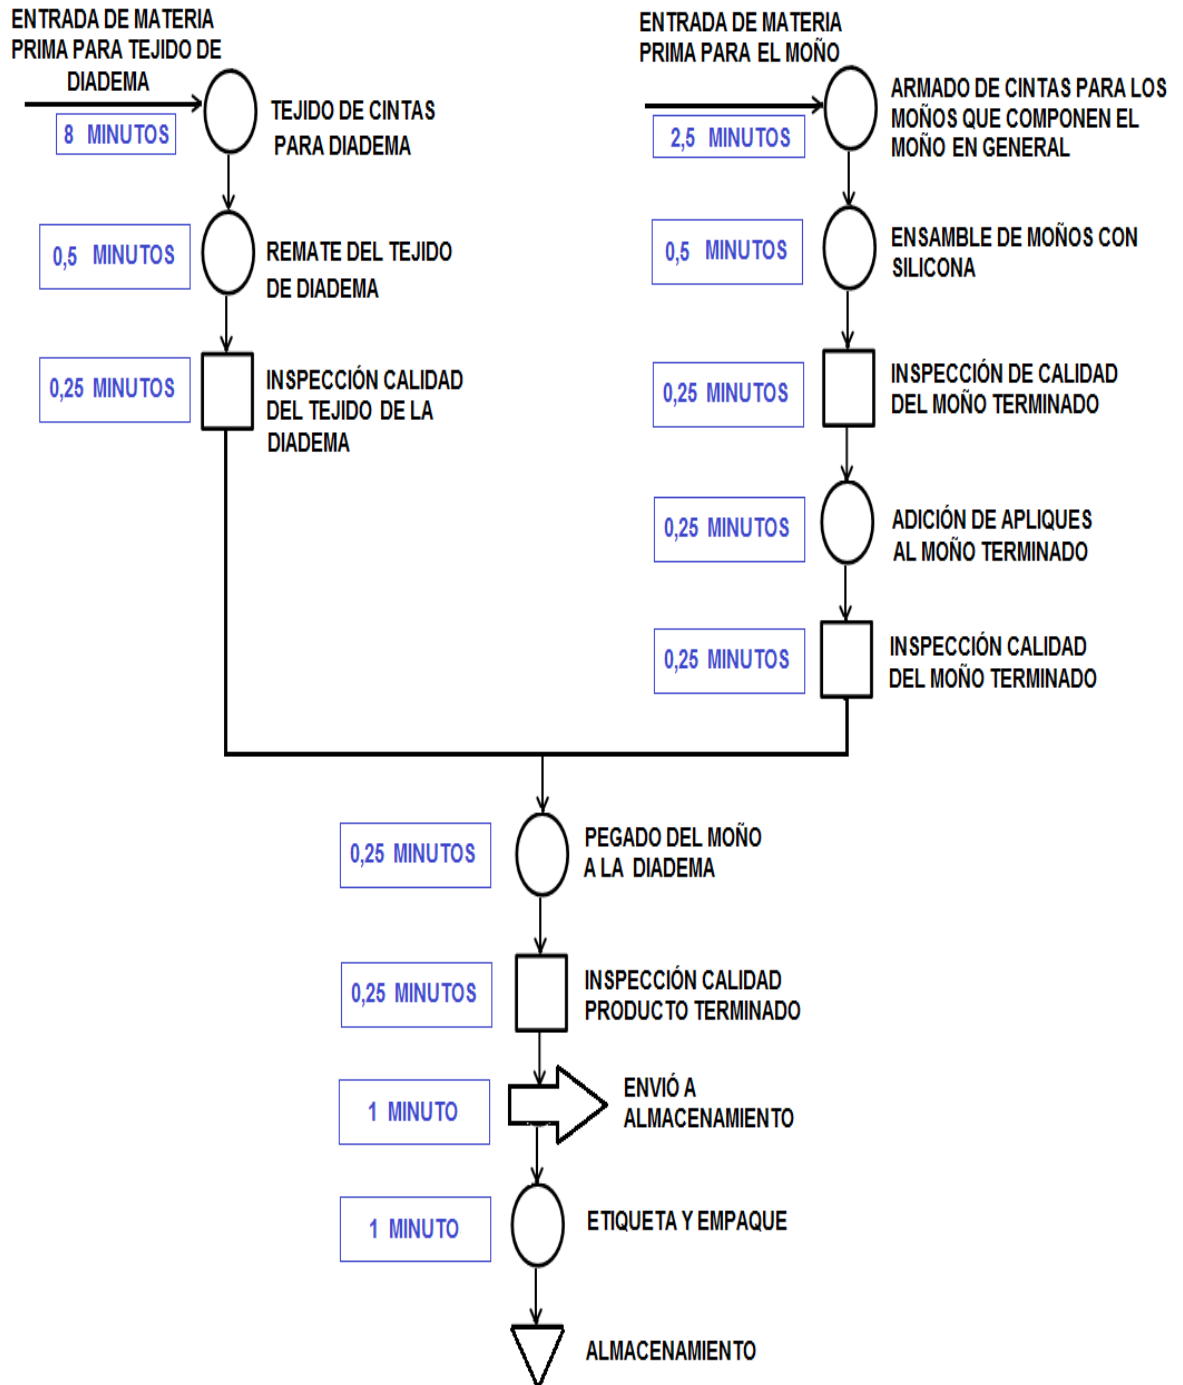 ENTRADA DE MATERIA
PRIMA PARA TEJIDO DE
DIADEMA
8 MINUTOS
TEJIDO DE CINTAS
PARA DIADEMA
0,5 MINUTOS
REMATE DEL TEJIDO
DE DIADEMA
0,25 MINUTOS
INSPECCIÓN CALIDAD
DEL TEJIDO DE LA
DIADEMA
ENTRADA DE MATERIA
PRIMA PARA EL MOÑO
2,5 MINUTOS
ARMADO DE CINTAS PARA LOS
MOÑOS QUE COMPONEN EL
MOÑO EN GENERAL
0,5 MINUTOS
ENSAMBLE DE MOÑOS CON
SILICONA
0,25 MINUTOS
INSPECCIÓN DE CALIDAD
DEL MOÑO TERMINADO
0,25 MINUTOS
ADICIÓN DE APLIQUES
AL MOÑO TERMINADO
0,25 MINUTOS
INSPECCIÓN CALIDAD
DEL MOÑO TERMINADO
0,25 MINUTOS
PEGADO DEL MOÑO
A LA DIADEMA
0,25 MINUTOS
INSPECCIÓN CALIDAD
PRODUCTO TERMINADO
1 MINUTO
ENVIÓ A
ALMACENAMIENTO
1 MINUTO
ETIQUETA Y EMPAQUE
ALMACENAMIENTO